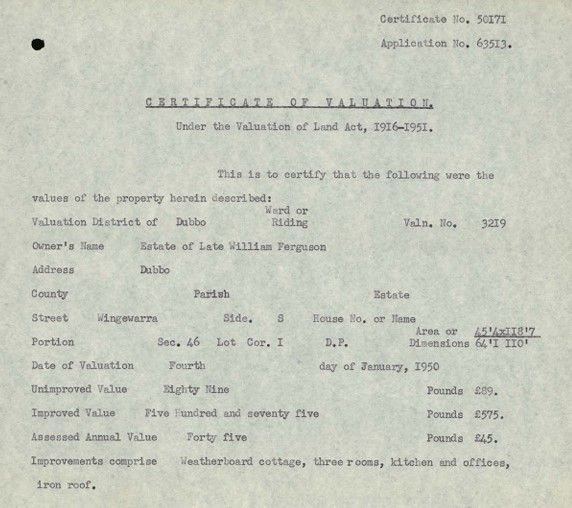 Certificate No. 50171
Application No. 63513.
CERTIFICATE OF VALUATION.
Under the Valuation of Land Act, 1916-1951.
This is to certify that the following were the
values of the property herein described:
Valuation District of Dubbo Ward or Riding Valn. No. 3219
Owner's Name Estate of Late William Ferguson
Address Dubbo
County Parish Estate
Street Wingewarra Side. S House No. or Name
Portion Sec. 46 Lot Cor. I D.P. Area or Dimensions 45'4x118'7 64'1 110'
Date of Valuation Fourth day of January, 1950
Unimproved Value Eighty Nine Pounds £89.
Improved Value Five Hundred and seventy five Pounds £575.
Assessed Annual Value Forty five Pounds £45.
Improvements comprise Weatherboard cottage, three rooms, kitchen and offices,
iron roof.